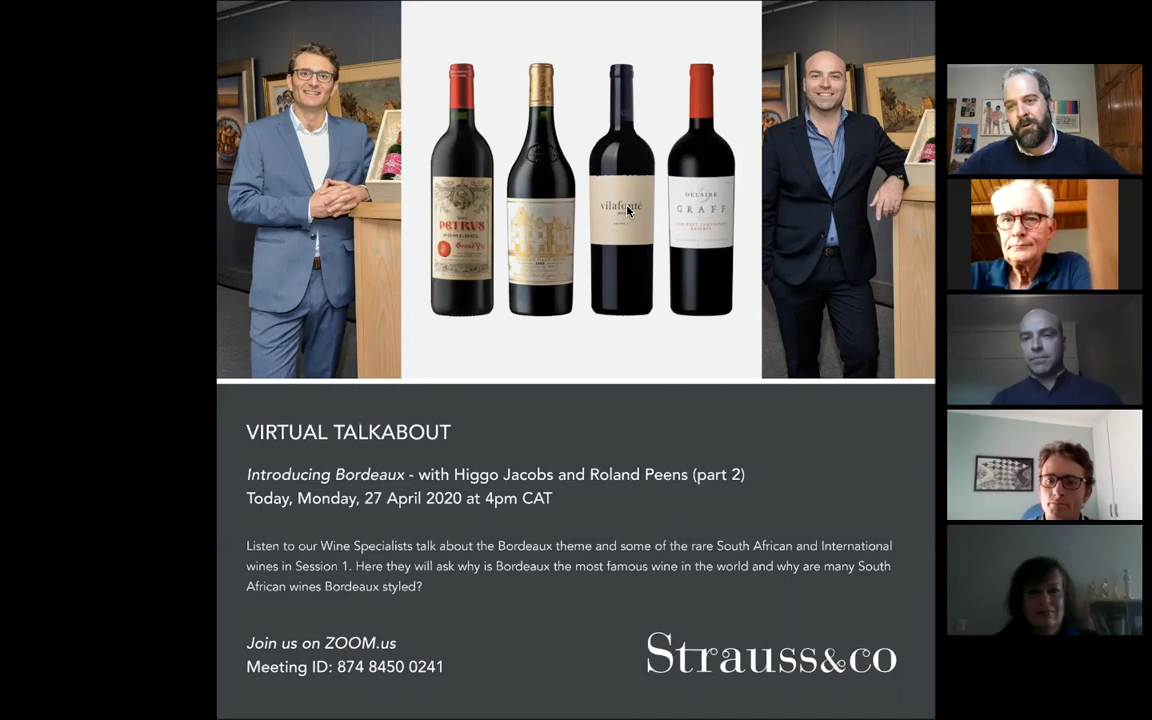 PETRVS
Grand Vin
vilafonté
DELAIRE
GRAFF
CABERNET SAUVIGNON
RESERVE
VIRTUAL TALKABOUT
Introducing Bordeaux - with Higgo Jacobs and Roland Peens (part 2)
Today, Monday, 27 April 2020 at 4pm CAT
Listen to our Wine Specialists talk about the Bordeaux theme and some of the rare South African and International
wines in Session 1. Here they will ask why is Bordeaux the most famous wine in the world and why are many South
African wines Bordeaux styled?
Join us on ZOOM.us
Meeting ID: 874 8450 0241
Strauss&co